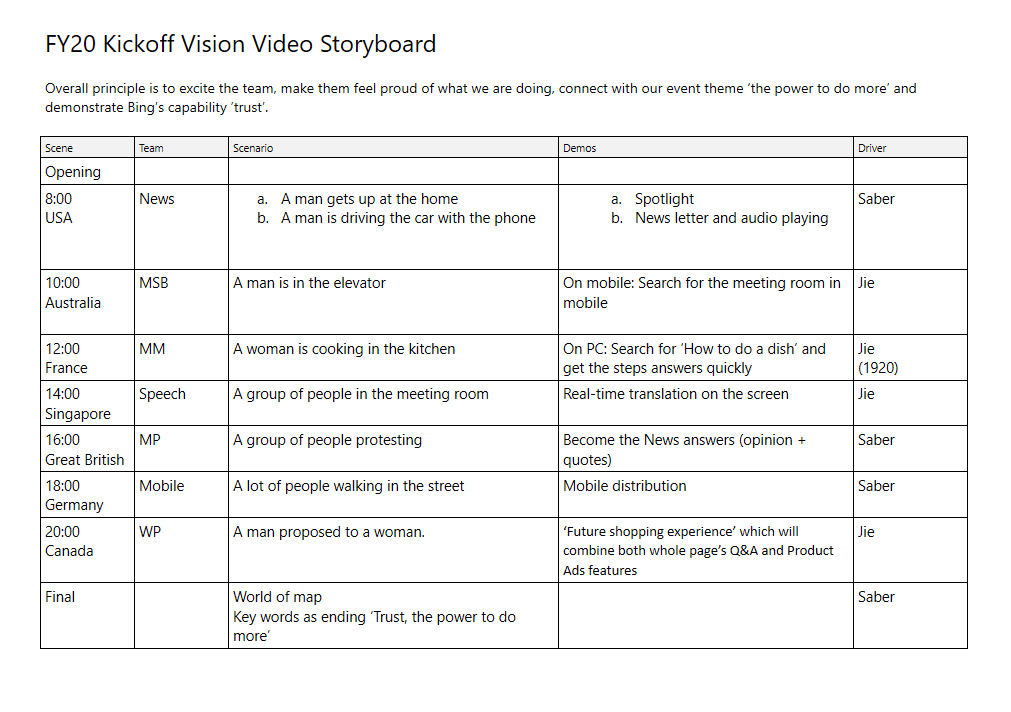 FY20 Kickoff Vision Video Storyboard
Overall principle is to excite the team, make them feel proud of what we are doing, connect with our event theme ‘the power to do more’ and
demonstrate Bing’s capability ‘trust’.
Scene Team Scenario Demos Driver
Opening
8:00 News a. A man gets up at the home a. Spotlight Saber
USA b. A man is driving the car with the phone b. News letter and audio playing
10:00 MSB A man is in the elevator On mobile: Search for the meeting room in Jie
Australia mobile
12:00 MM A woman is cooking in the kitchen On PC: Search for ‘How to do a dish’ and Jie
France get the steps answers quickly (1920)
14:00 Speech A group of people in the meeting room Real-time translation on the screen Jie
Singapore
16:00 MP A group of people protesting Become the News answers (opinion + Saber
Great British quotes)
18:00 Mobile A lot of people walking in the street Mobile distribution Saber
Germany
20:00 WP A man proposed to a woman. ‘Future shopping experience’ which will Jie
Canada combine both whole page’s Q&A and Product
Ads features
Final World of map Saber
Key words as ending ‘Trust, the power to do
more’